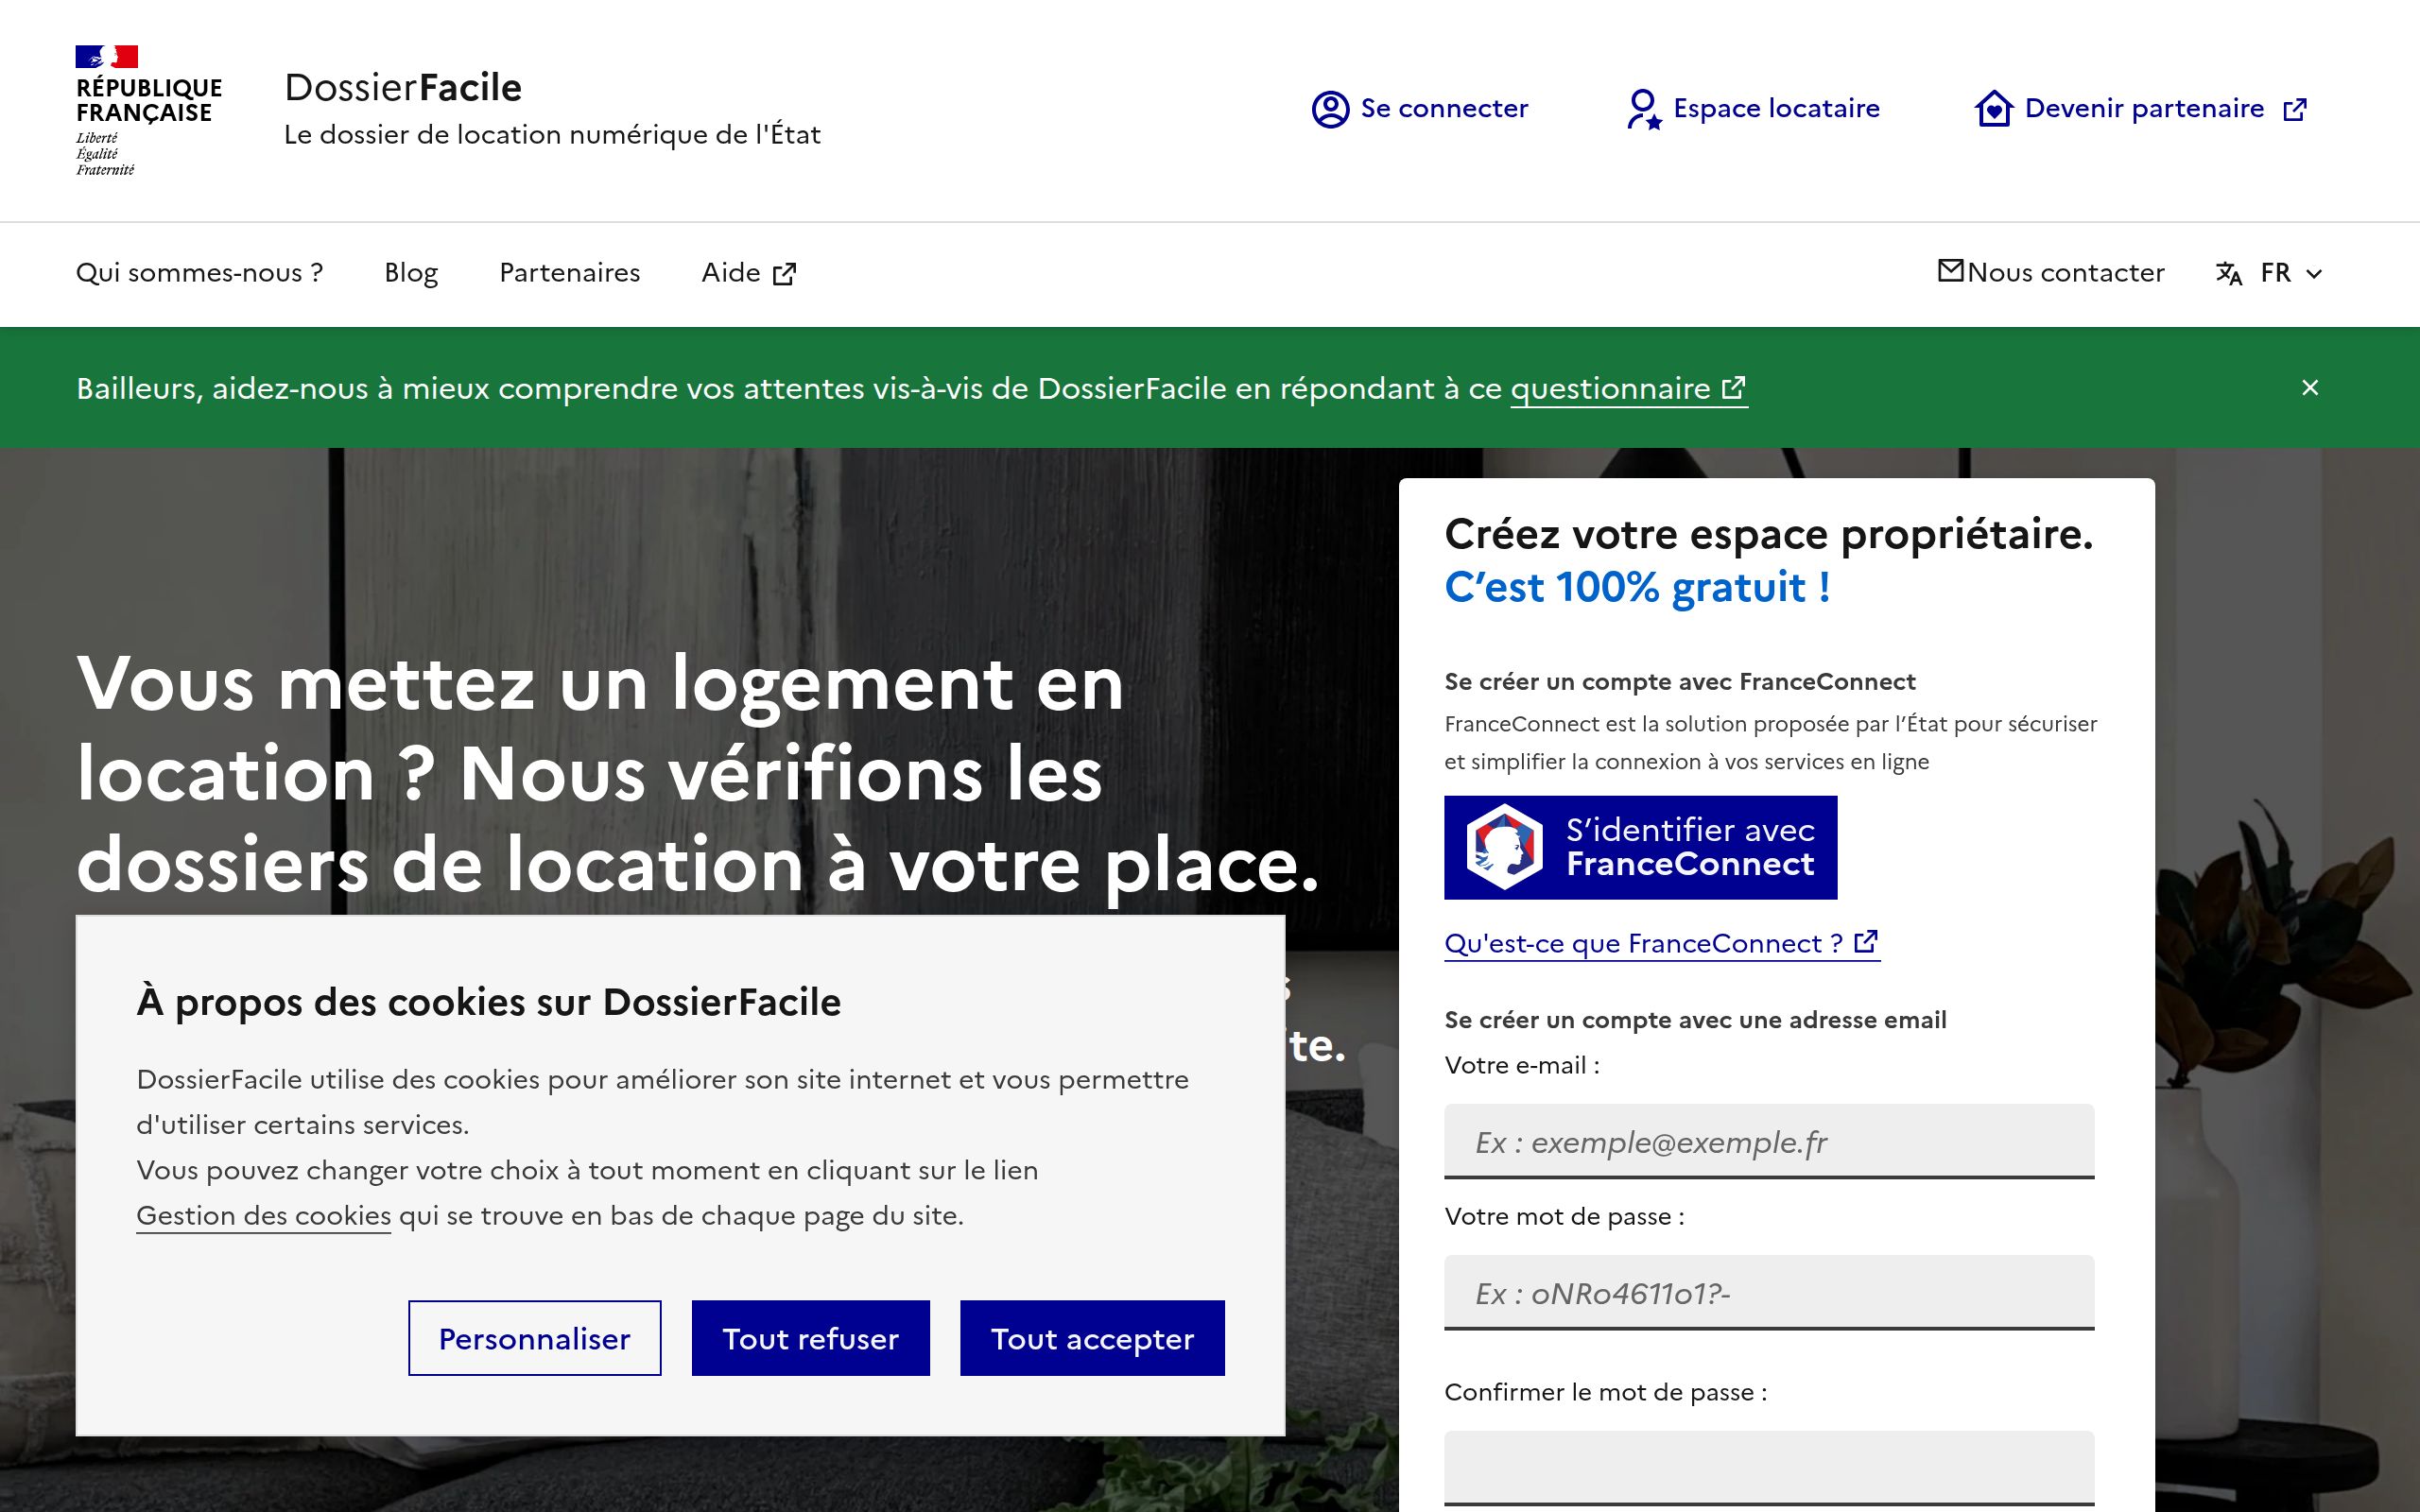 RÉPUBLIQUE
FRANÇAISE
Liberté
Égalité
Fraternité
DossierFacile
Le dossier de location numérique de l'État
Se connecter
Espace locataire
Devenir partenaire
Qui sommes-nous ?
Blog
Partenaires
Aide
Nous contacter
FR
Bailleurs, aidez-nous à mieux comprendre vos attentes vis-à-vis de DossierFacile en répondant à ce questionnaire
Vous mettez un logement en
location ? Nous vérifions les
dossiers de location à votre place.
À propos des cookies sur DossierFacile
DossierFacile utilise des cookies pour améliorer son site internet et vous permettre
d'utiliser certains services.
Vous pouvez changer votre choix à tout moment en cliquant sur le lien
Gestion des cookies qui se trouve en bas de chaque page du site.
Personnaliser
Tout refuser
Tout accepter
Créez votre espace propriétaire.
C’est 100% gratuit !
Se créer un compte avec FranceConnect
FranceConnect est la solution proposée par l’État pour sécuriser
et simplifier la connexion à vos services en ligne
S’identifier avec
FranceConnect
Qu'est-ce que FranceConnect ?
Se créer un compte avec une adresse email
Votre e-mail :
Ex : exemple@exemple.fr
Votre mot de passe :
Ex : oNRo4611o1?-
Confirmer le mot de passe :